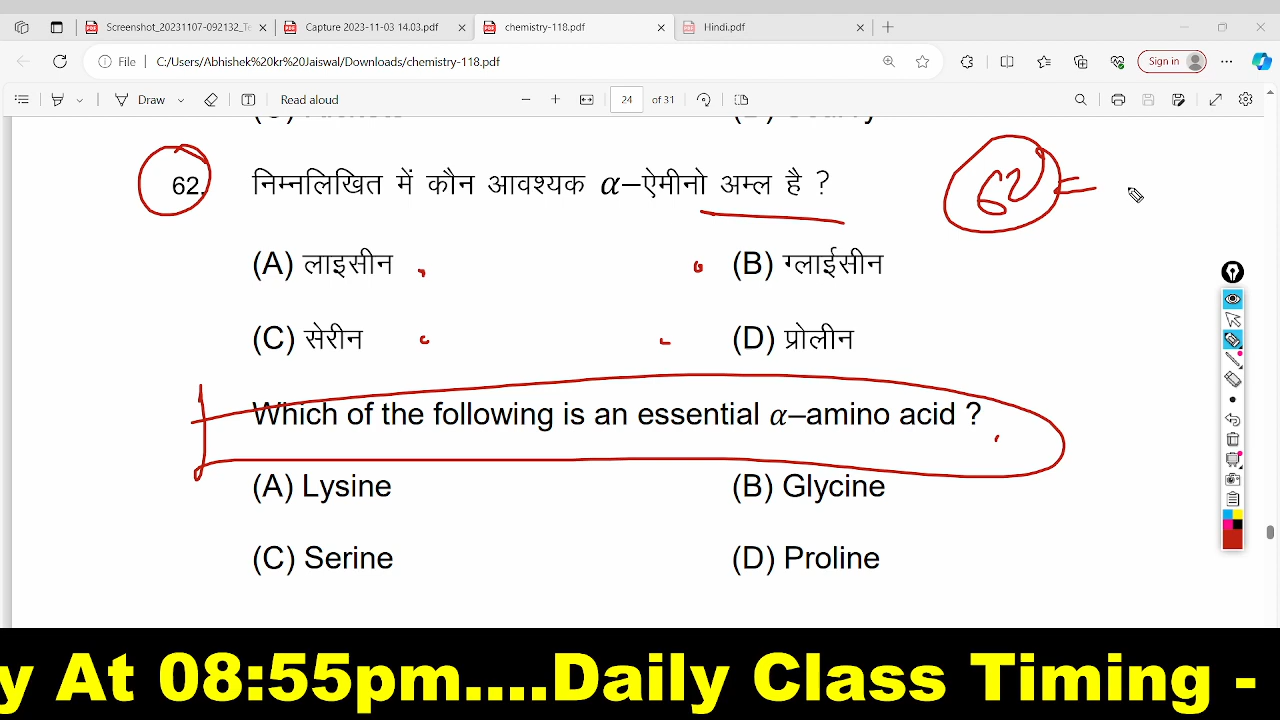 Screenshot_20231107-092132_Te
Capture 2023-11-03 14.03.pdf
chemistry-118.pdf
Hindi.pdf
File C:/Users/Abhishek%20kr%20Jaiswal/Downloads/chemistry-118.pdf
Sign in
Draw
Read aloud
24 of 31
62. निम्नलिखित में कौन आवश्यक α–ऐमीनो अम्ल है ?
62 =
(A) लाइसीन (B) ग्लाईसीन
(C) सेरीन (D) प्रोलीन
Which of the following is an essential α–amino acid ?
(A) Lysine (B) Glycine
(C) Serine (D) Proline
y At 08:55pm....Daily Class Timing -